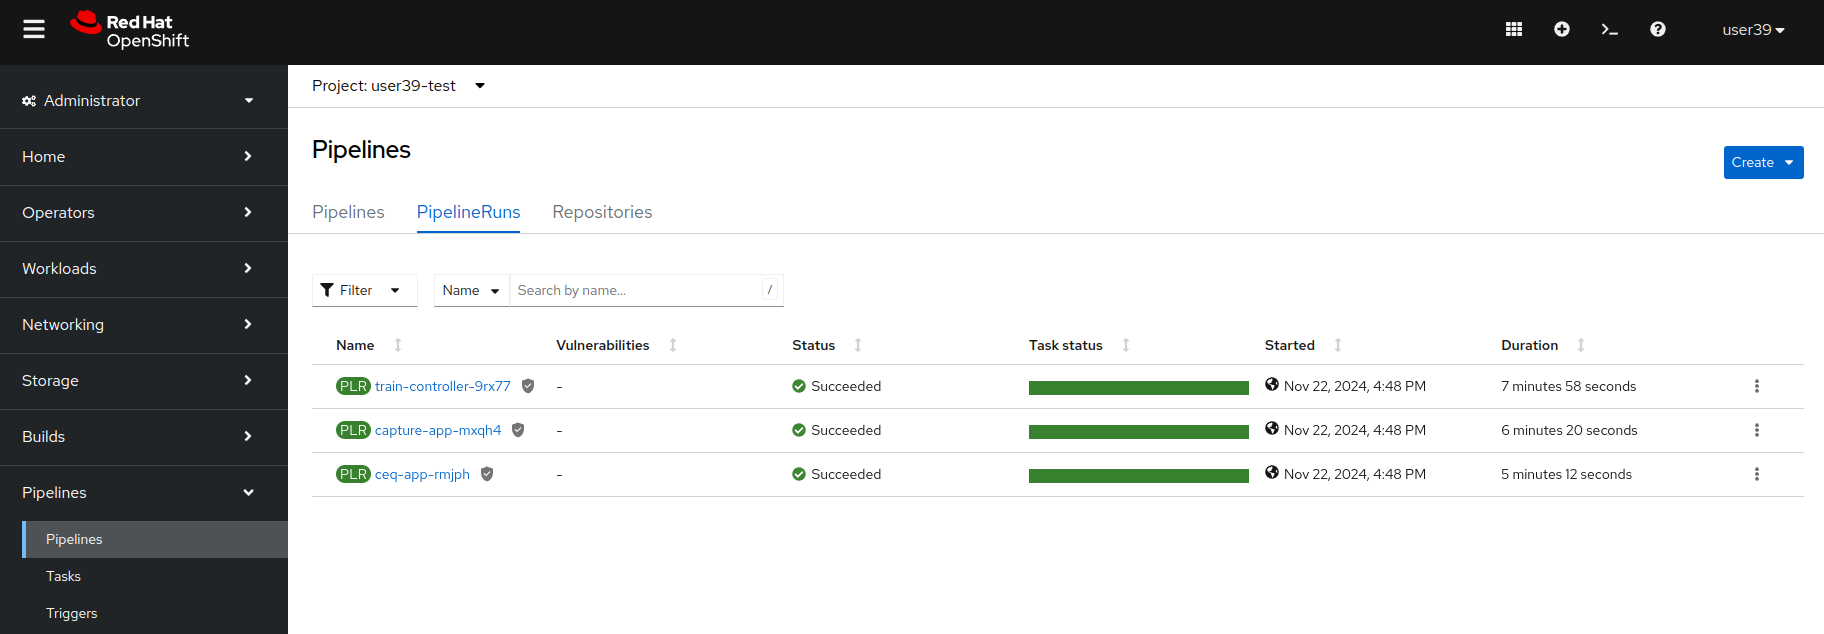 Red Hat
OpenShift
user39
Administrator
Home
Operators
Workloads
Networking
Storage
Builds
Pipelines
Pipelines
Tasks
Triggers
Project: user39-test
Pipelines
Create
Pipelines PipelineRuns Repositories
Filter Name Search by name... /
Name Vulnerabilities Status Task status Started Duration
PLR train-controller-9rx77 - Succeeded Nov 22, 2024, 4:48 PM 7 minutes 58 seconds
PLR capture-app-mxqh4 - Succeeded Nov 22, 2024, 4:48 PM 6 minutes 20 seconds
PLR ceq-app-rmjph - Succeeded Nov 22, 2024, 4:48 PM 5 minutes 12 seconds